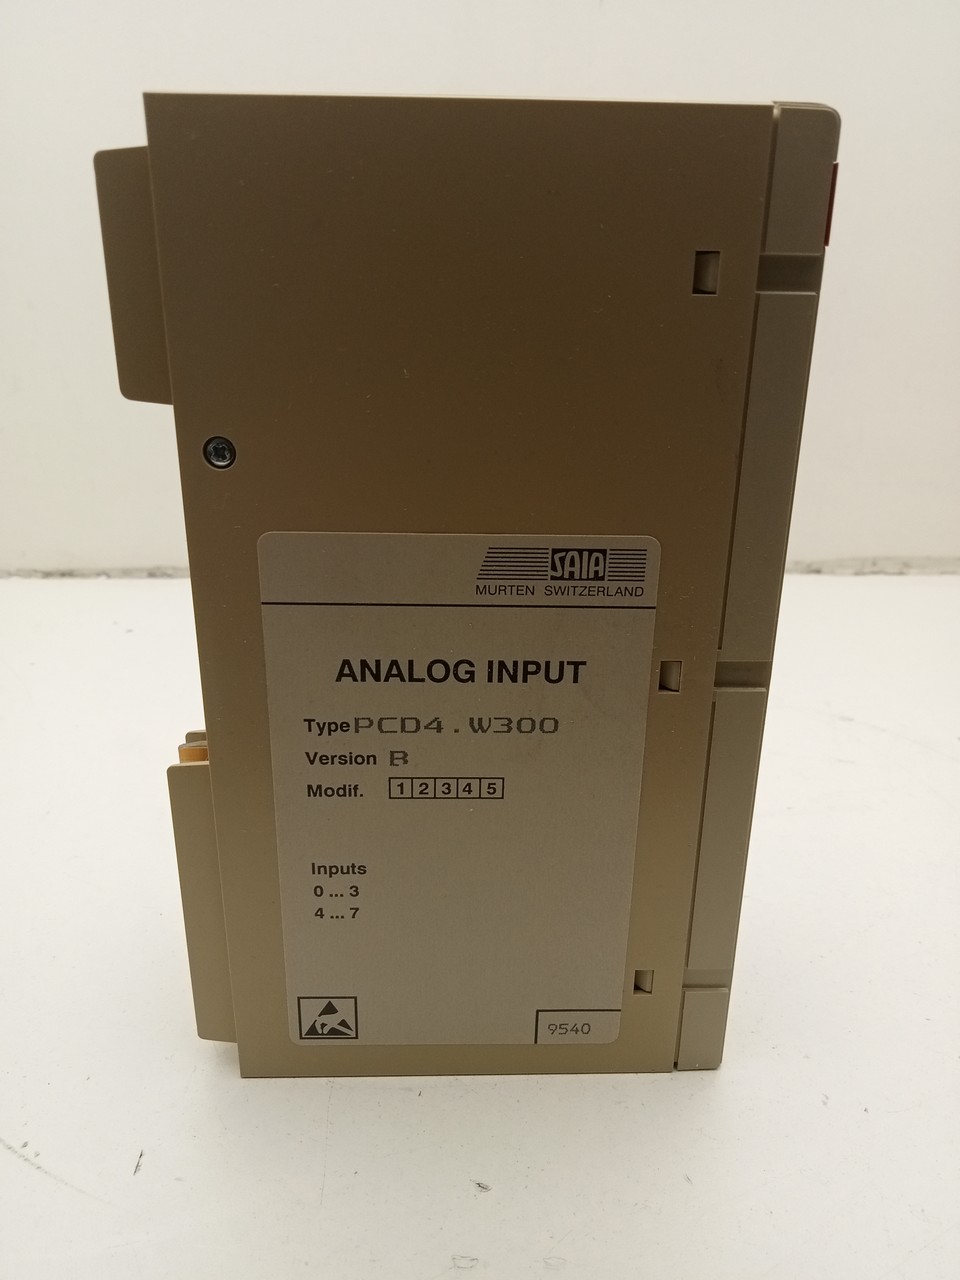 SAIA
MURTEN SWITZERLAND
ANALOG INPUT
Type PCD4.W300
Version B
Modif. 1 2 3 4 5
Inputs
0 ... 3
4 ... 7
9540